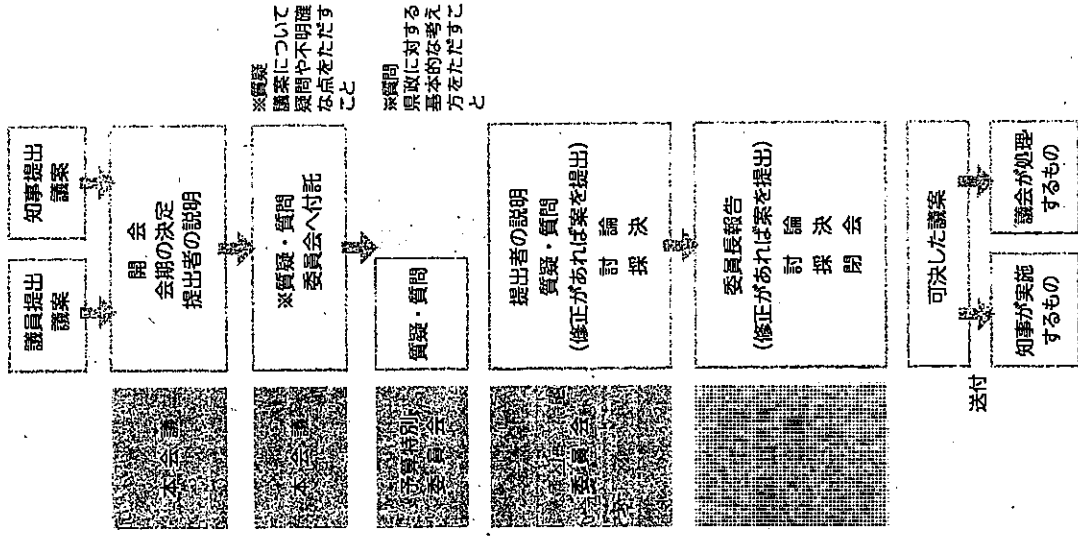 議員提出
議案
知事提出
議案
本会議
開会
会期の決定
提出者の説明
本会議
※質疑・質問
委員会へ付託
※質疑
議案について
疑問や不明確
な点をただす
こと
予算特別
委員会
質疑・質問
※質問
県政に対する
基本的な考え
方をただすこ
と
委員会
提出者の説明
質疑・質問
(修正があれば案を提出)
討論
採決
委員長報告
(修正があれば案を提出)
討論
採決
閉会
可決した議案
送付
知事が実施
するもの
議会が処理
するもの